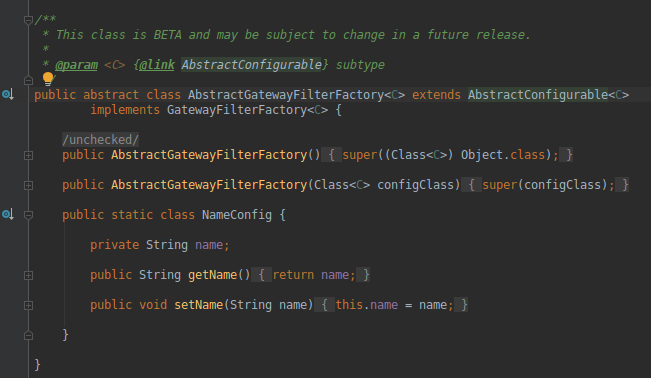 /**
* This class is BETA and may be subject to change in a future release.
*
* @param <C> {@link AbstractConfigurable} subtype
public abstract class AbstractGatewayFilterFactory<C> extends AbstractConfigurable<C>
implements GatewayFilterFactory<C> {
/unchecked/
public AbstractGatewayFilterFactory() { super((Class<C>) Object.class); }
public AbstractGatewayFilterFactory(Class<C> configClass) { super(configClass); }
public static class NameConfig {
private String name;
public String getName() { return name; }
public void setName(String name) { this.name = name; }
}
}